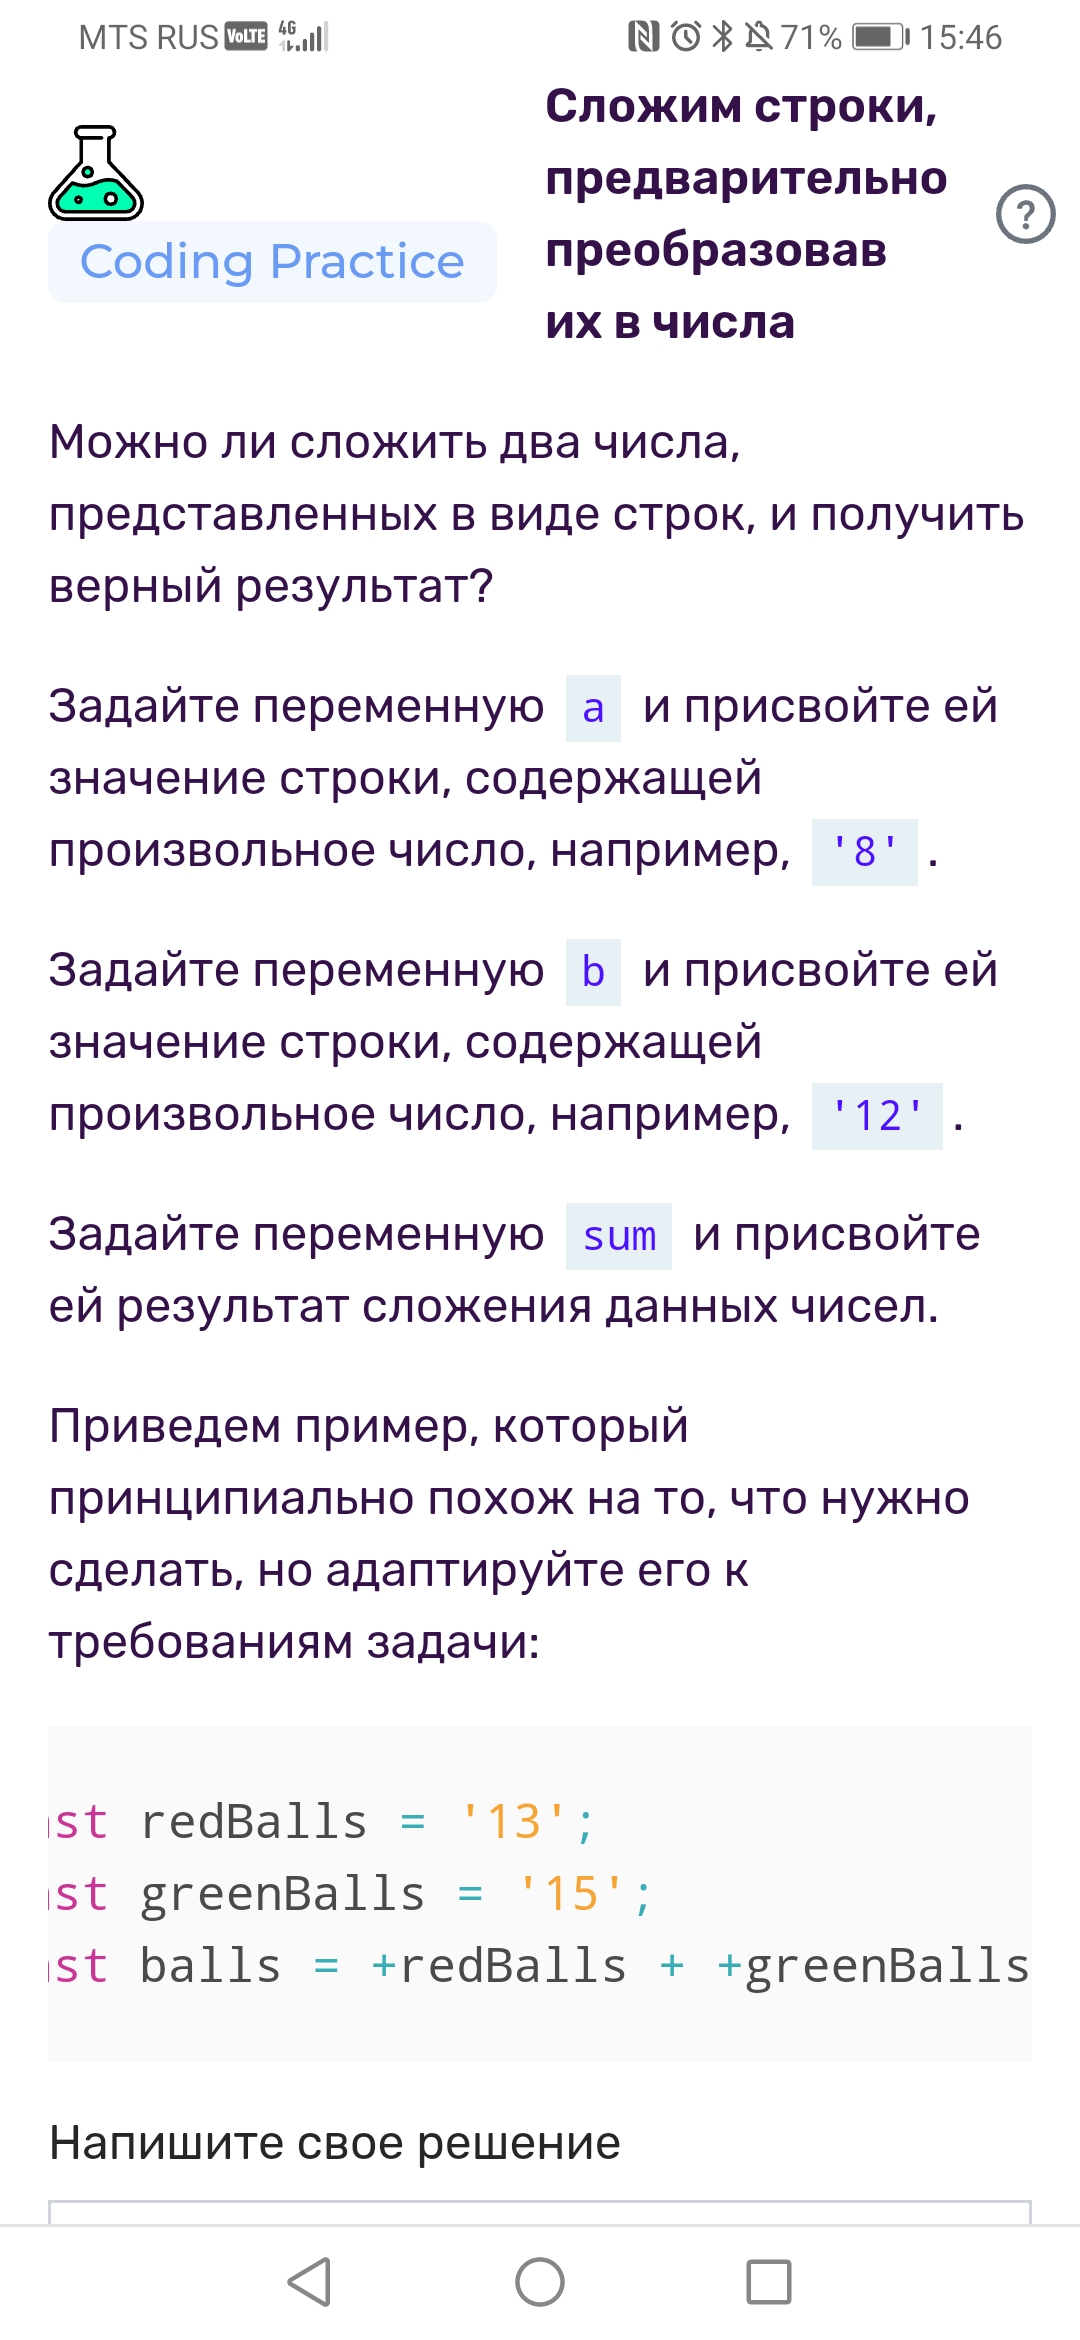 MTS RUS VoLTE 4G 71% 15:46
Coding Practice
Сложим строки,
предварительно
преобразовав
их в числа
?
Можно ли сложить два числа,
представленных в виде строк, и получить
верный результат?
Задайте переменную a и присвойте ей
значение строки, содержащей
произвольное число, например, '8' .
Задайте переменную b и присвойте ей
значение строки, содержащей
произвольное число, например, '12' .
Задайте переменную sum и присвойте
ей результат сложения данных чисел.
Приведем пример, который
принципиально похож на то, что нужно
сделать, но адаптируйте его к
требованиям задачи:
st redBalls = '13';
st greenBalls = '15';
st balls = +redBalls + +greenBalls
Напишите свое решение